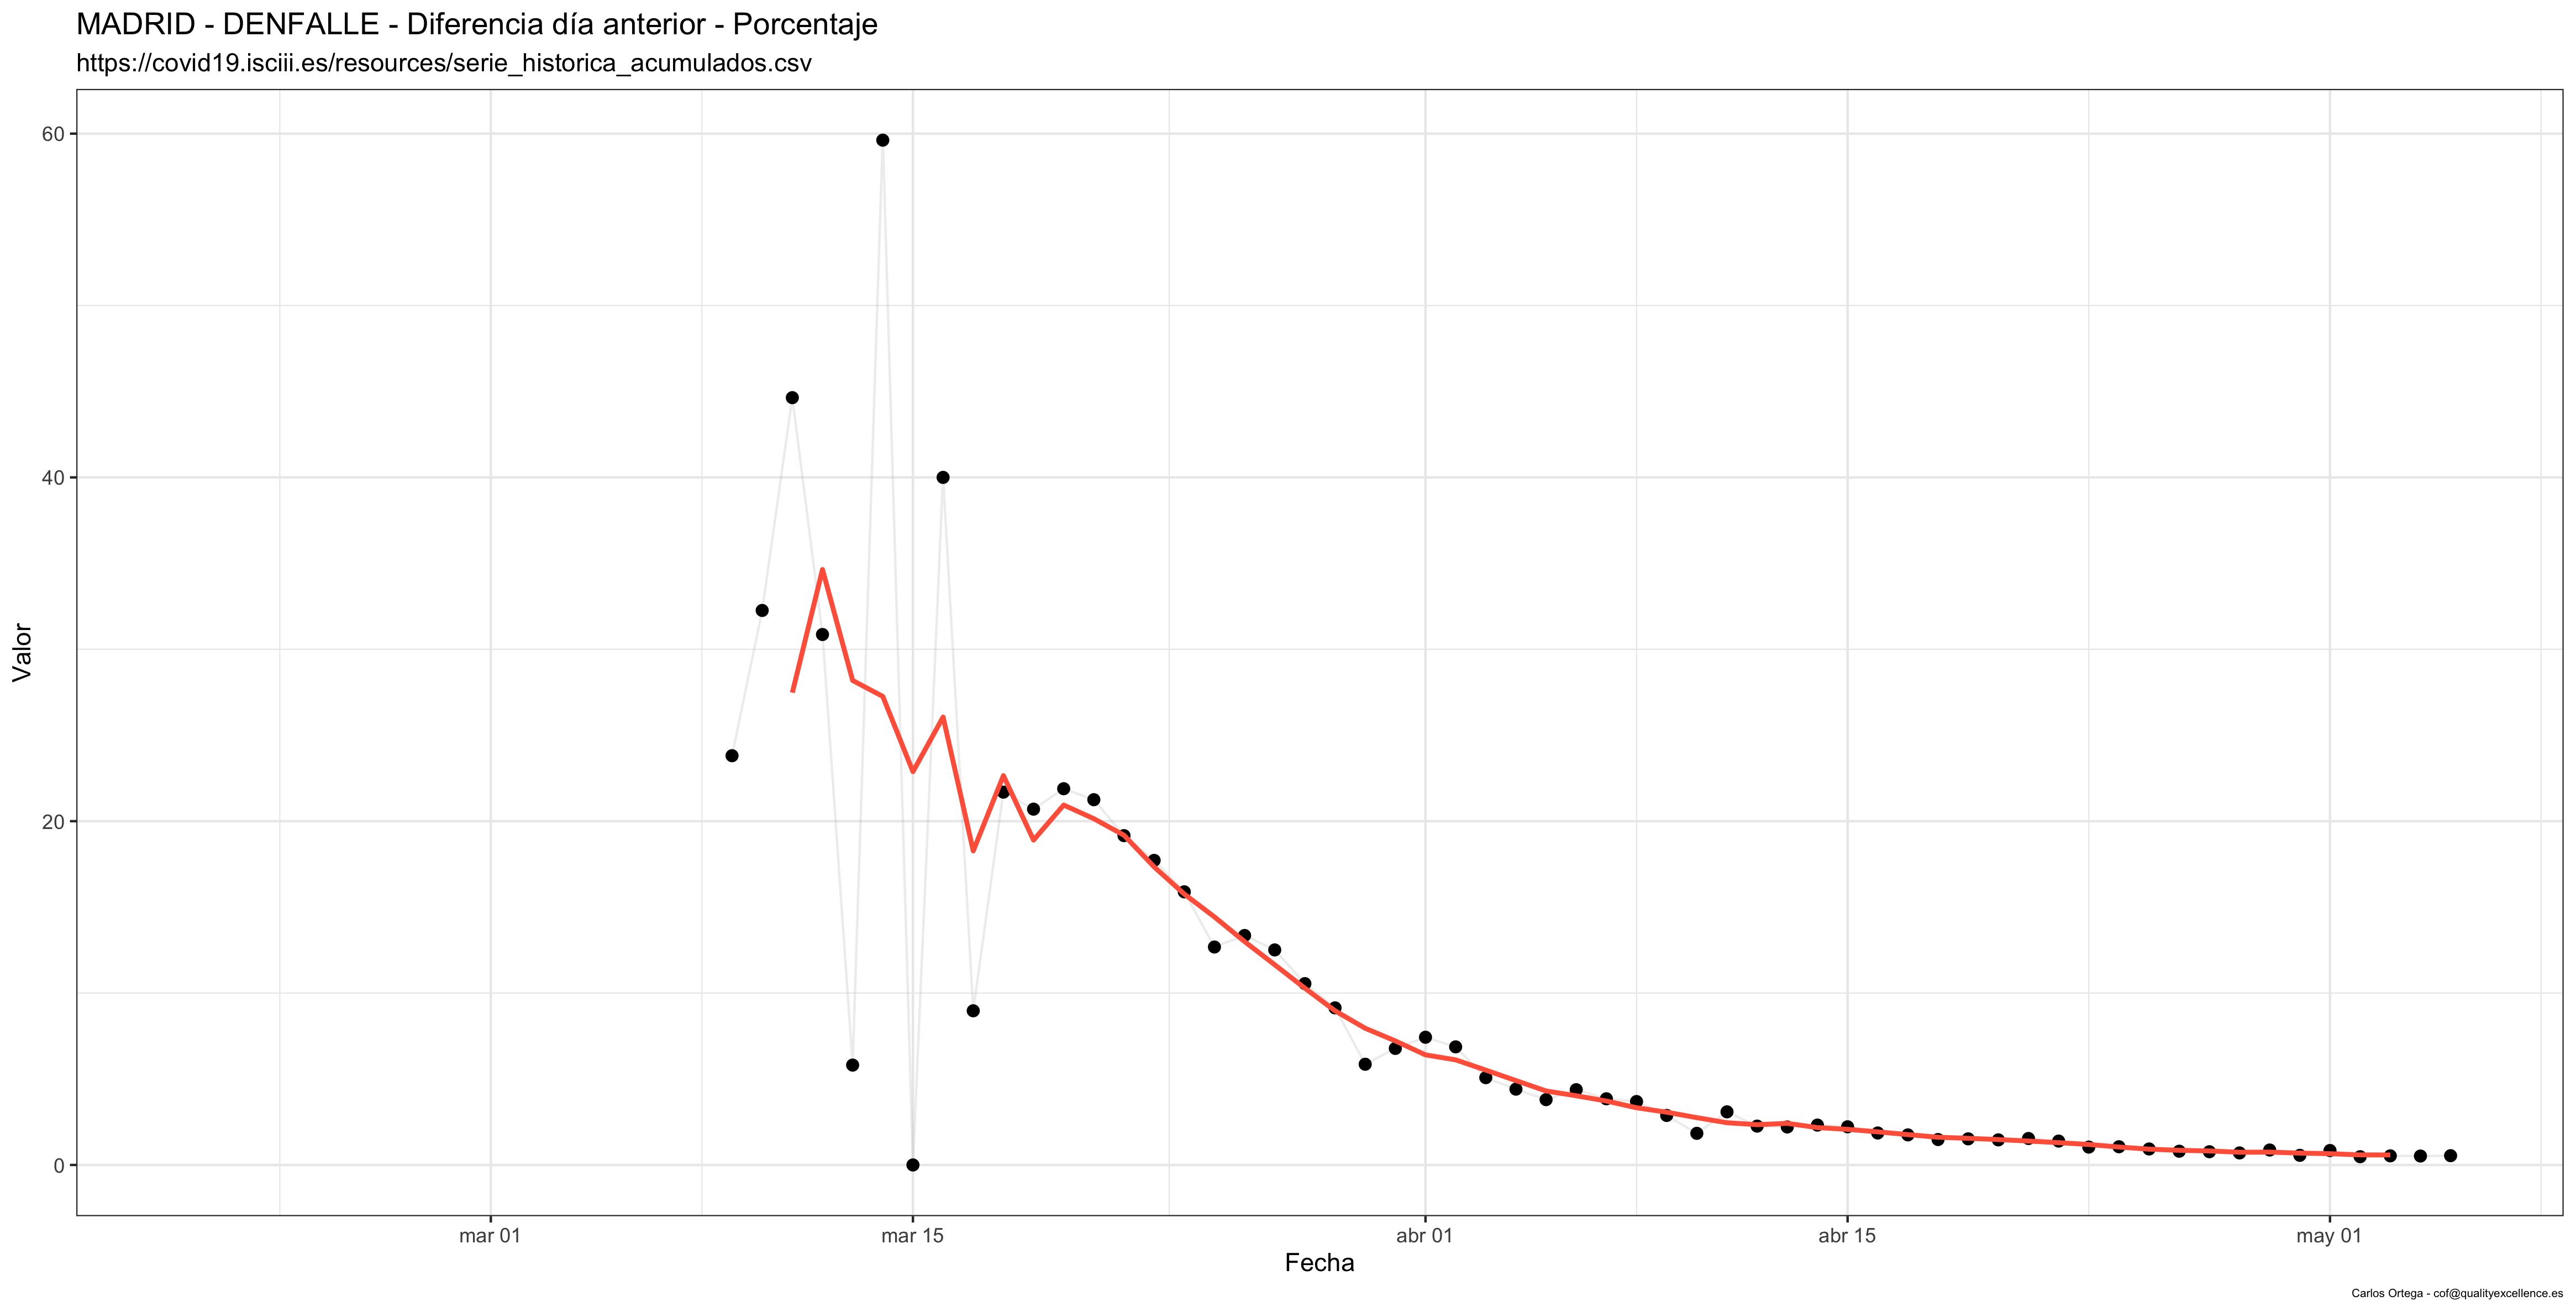 MADRID - DENFALLE - Diferencia día anterior - Porcentaje
https://covid19.isciii.es/resources/serie_historica_acumulados.csv
60
40
20
0
Valor
mar 01
mar 15
abr 01
abr 15
may 01
Fecha
Carlos Ortega - cof@qualityexcellence.es